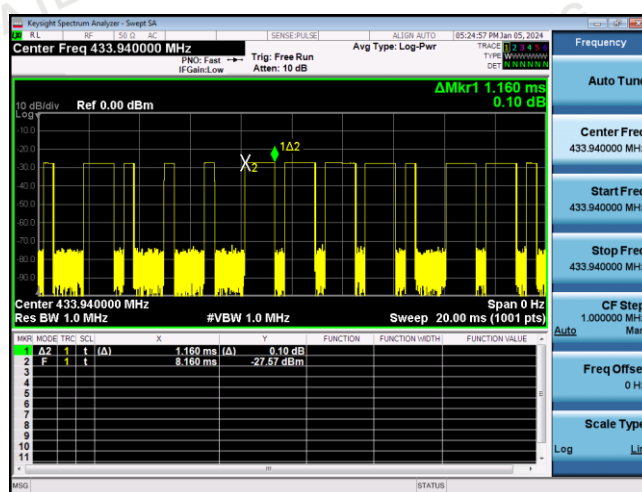 Keysight Spectrum Analyzer - Swept SA
RL RF 50 Ω AC SENSE:PULSE ALIGN AUTO 05:24:57 PM Jan 05, 2024
Center Freq 433.940000 MHz Avg Type: Log-Pwr TRACE 1 2 3 4 5 6
PNO: Fast Trig: Free Run TYPE
IFGain:Low Atten: 10 dB DET N N N N N N
Frequency
Auto Tune
ΔMkr1 1.160 ms
0.10 dB
10 dB/div Ref 0.00 dBm
Log
-10.0
-20.0
-30.0
-40.0
-50.0
-60.0
-70.0
-80.0
-90.0
1Δ2
X2
Center 433.940000 MHz Span 0 Hz
Res BW 1.0 MHz #VBW 1.0 MHz Sweep 20.00 ms (1001 pts)
MKR MODE TRC SCL X Y FUNCTION FUNCTION WIDTH FUNCTION VALUE
1 Δ2 1 t (Δ) 1.160 ms (Δ) 0.10 dB
2 F 1 t 8.160 ms -27.57 dBm
3
4
5
6
7
8
9
10
11
Center Freq
433.940000 MHz
Start Freq
433.940000 MHz
Stop Freq
433.940000 MHz
CF Step
1.000000 MHz
Auto Man
Freq Offset
0 Hz
Scale Type
Log Lin
MSG STATUS